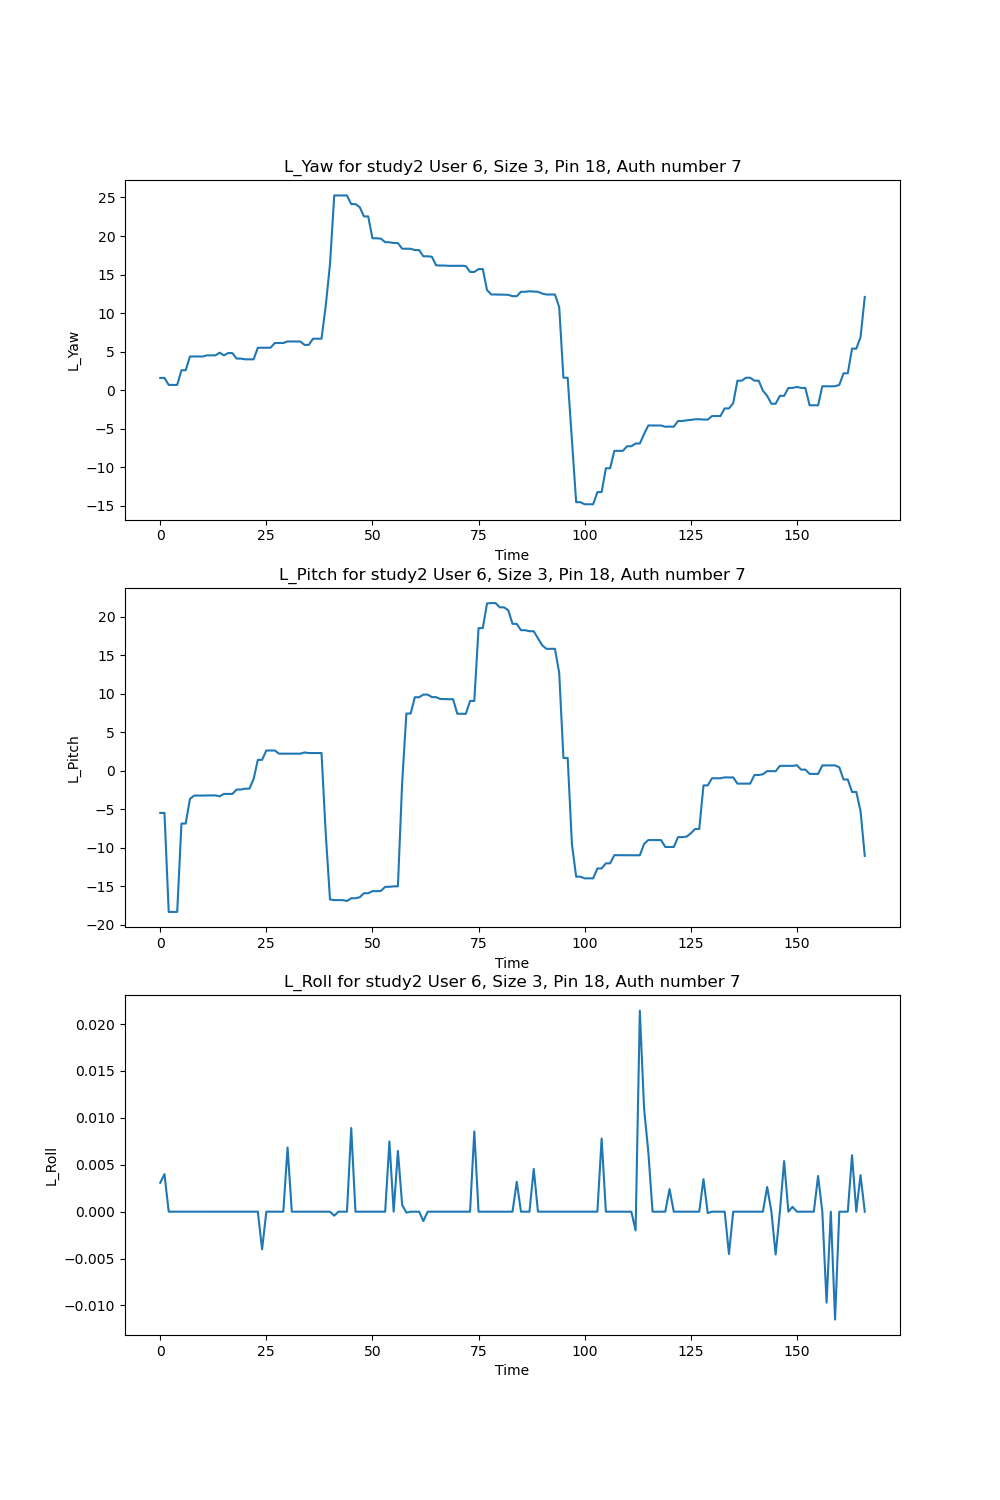 L_Yaw for study2 User 6, Size 3, Pin 18, Auth number 7
25
20
15
10
5
0
−5
−10
−15
L_Yaw
0 25 50 75 100 125 150
Time
L_Pitch for study2 User 6, Size 3, Pin 18, Auth number 7
20
15
10
5
0
−5
−10
−15
−20
L_Pitch
0 25 50 75 100 125 150
Time
L_Roll for study2 User 6, Size 3, Pin 18, Auth number 7
0.020
0.015
0.010
0.005
0.000
−0.005
−0.010
L_Roll
0 25 50 75 100 125 150
Time